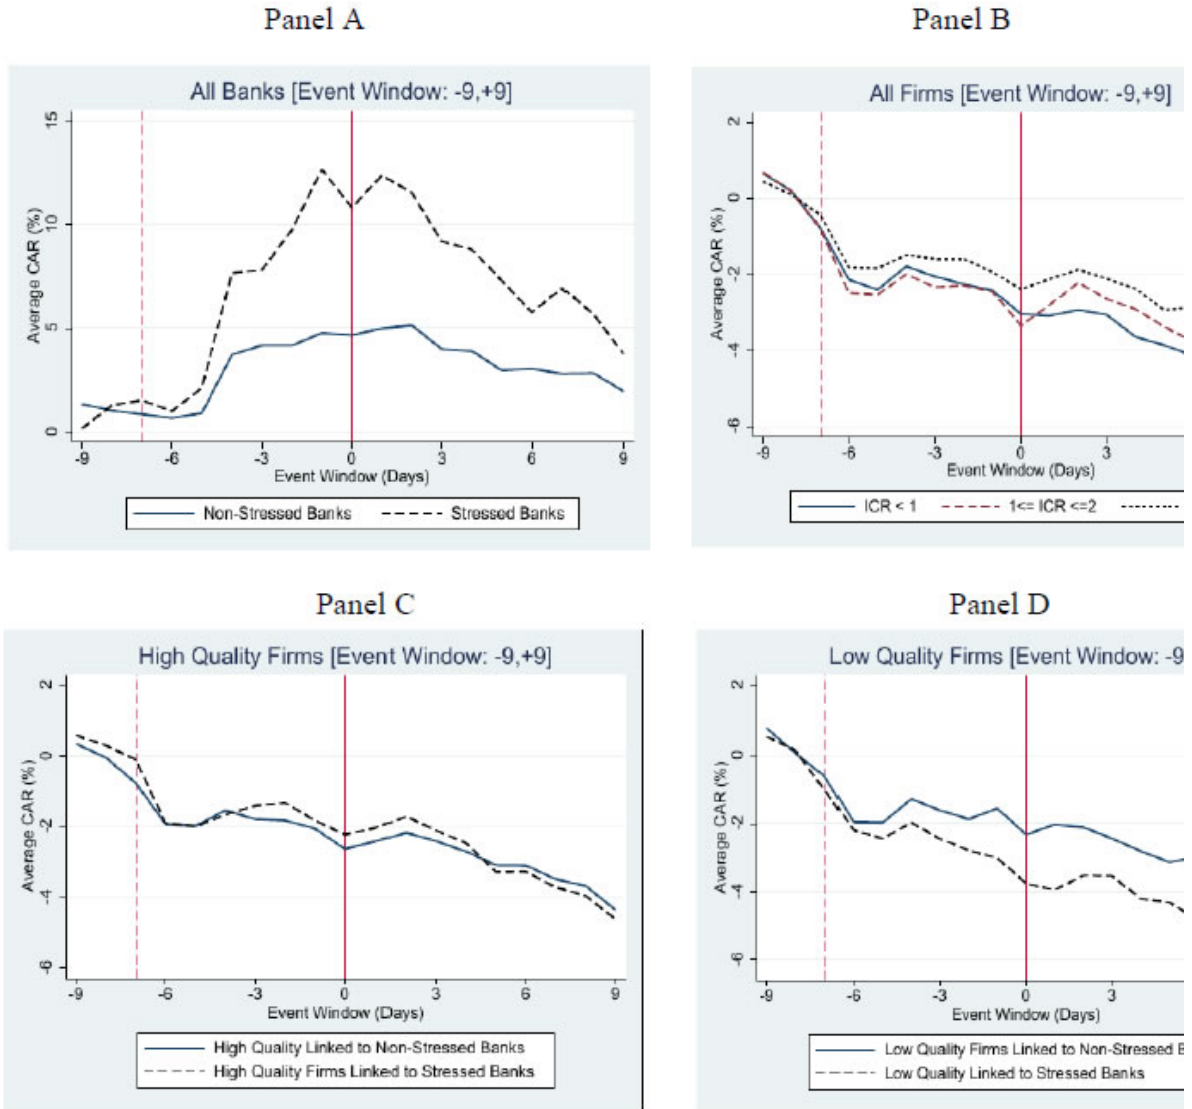 Panel A
All Banks [Event Window: -9,+9]
Average CAR (%)
15
10
5
0
-9 -6 -3 0 3 6 9
Event Window (Days)
Non-Stressed Banks Stressed Banks
Panel B
All Firms [Event Window: -9,+9]
Average CAR (%)
2
0
-2
-4
-6
-9 -6 -3 0 3
Event Window (Days)
ICR < 1 1<= ICR <=2
Panel C
High Quality Firms [Event Window: -9,+9]
Average CAR (%)
2
0
-2
-4
-6
-9 -6 -3 0 3 6 9
Event Window (Days)
High Quality Linked to Non-Stressed Banks
High Quality Firms Linked to Stressed Banks
Panel D
Low Quality Firms [Event Window: -9
Average CAR (%)
2
0
-2
-4
-6
-9 -6 -3 0 3
Event Window (Days)
Low Quality Firms Linked to Non-Stressed B
Low Quality Linked to Stressed Banks